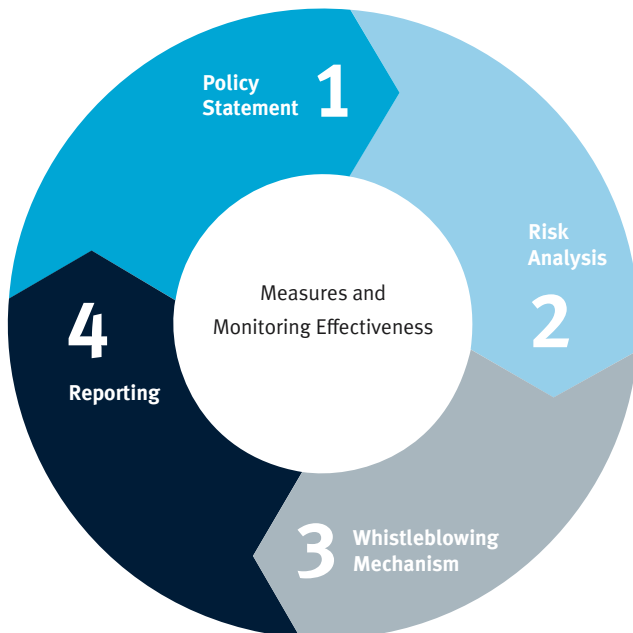 Policy
Statement
1
Risk
Analysis
2
Measures and
Monitoring Effectiveness
3
Whistleblowing
Mechanism
4
Reporting